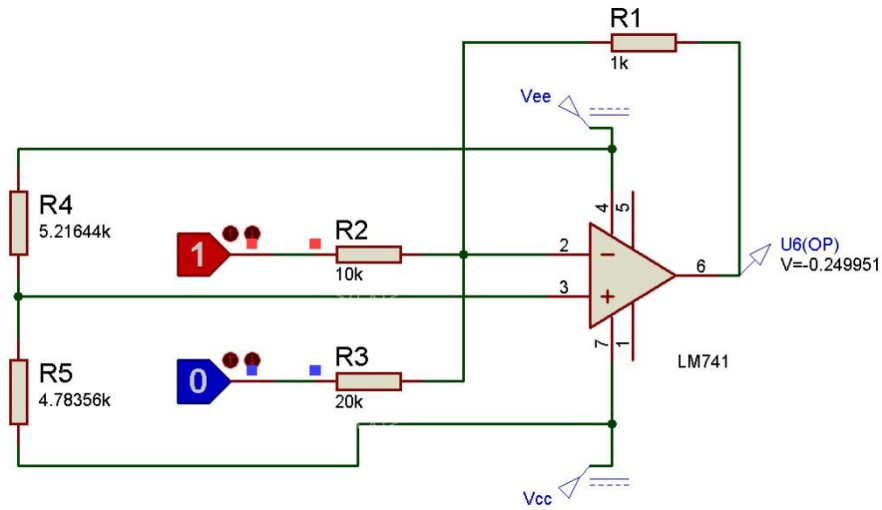 R1
1k
Vee
R4
5.21644k
4
5
1
R2
10k
2
6
U6(OP)
V=-0.249951
3
R5
4.78356k
0
R3
20k
7
1
LM741
Vcc